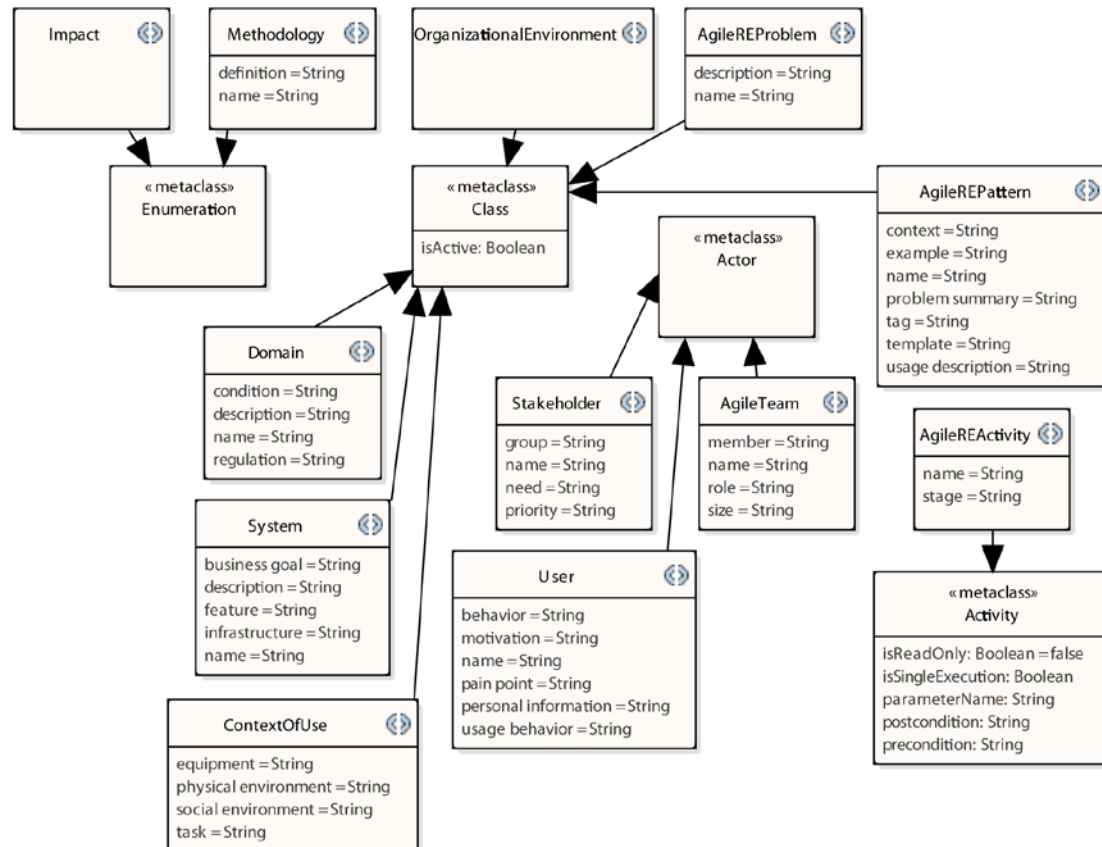 Impact
Methodology
definition = String
name = String
OrganizationalEnvironment
AgileREProblem
description = String
name = String
« metaclass»
Enumeration
« metaclass»
Class
isActive: Boolean
« metaclass»
Actor
AgileREPattern
context = String
example = String
name = String
problem summary = String
tag = String
template = String
usage description = String
Domain
condition = String
description = String
name = String
regulation = String
Stakeholder
group = String
name = String
need = String
priority = String
AgileTeam
member = String
name = String
role = String
size = String
AgileREActivity
name = String
stage = String
System
business goal = String
description = String
feature = String
infrastructure = String
name = String
User
behavior = String
motivation = String
name = String
pain point = String
personal information = String
usage behavior = String
« metaclass»
Activity
isReadOnly: Boolean = false
isSingleExecution: Boolean
parameterName: String
postcondition: String
precondition: String
ContextOfUse
equipment = String
physical environment = String
social environment = String
task = String